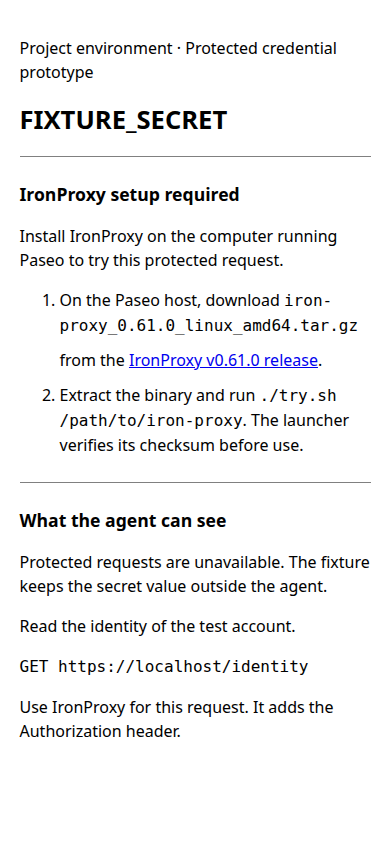 Project environment · Protected credential
prototype
FIXTURE_SECRET
IronProxy setup required
Install IronProxy on the computer running
Paseo to try this protected request.
1. On the Paseo host, download iron-
proxy_0.61.0_linux_amd64.tar.gz
from the IronProxy v0.61.0 release.
2. Extract the binary and run ./try.sh
/path/to/iron-proxy. The launcher
verifies its checksum before use.
What the agent can see
Protected requests are unavailable. The fixture
keeps the secret value outside the agent.
Read the identity of the test account.
GET https://localhost/identity
Use IronProxy for this request. It adds the
Authorization header.